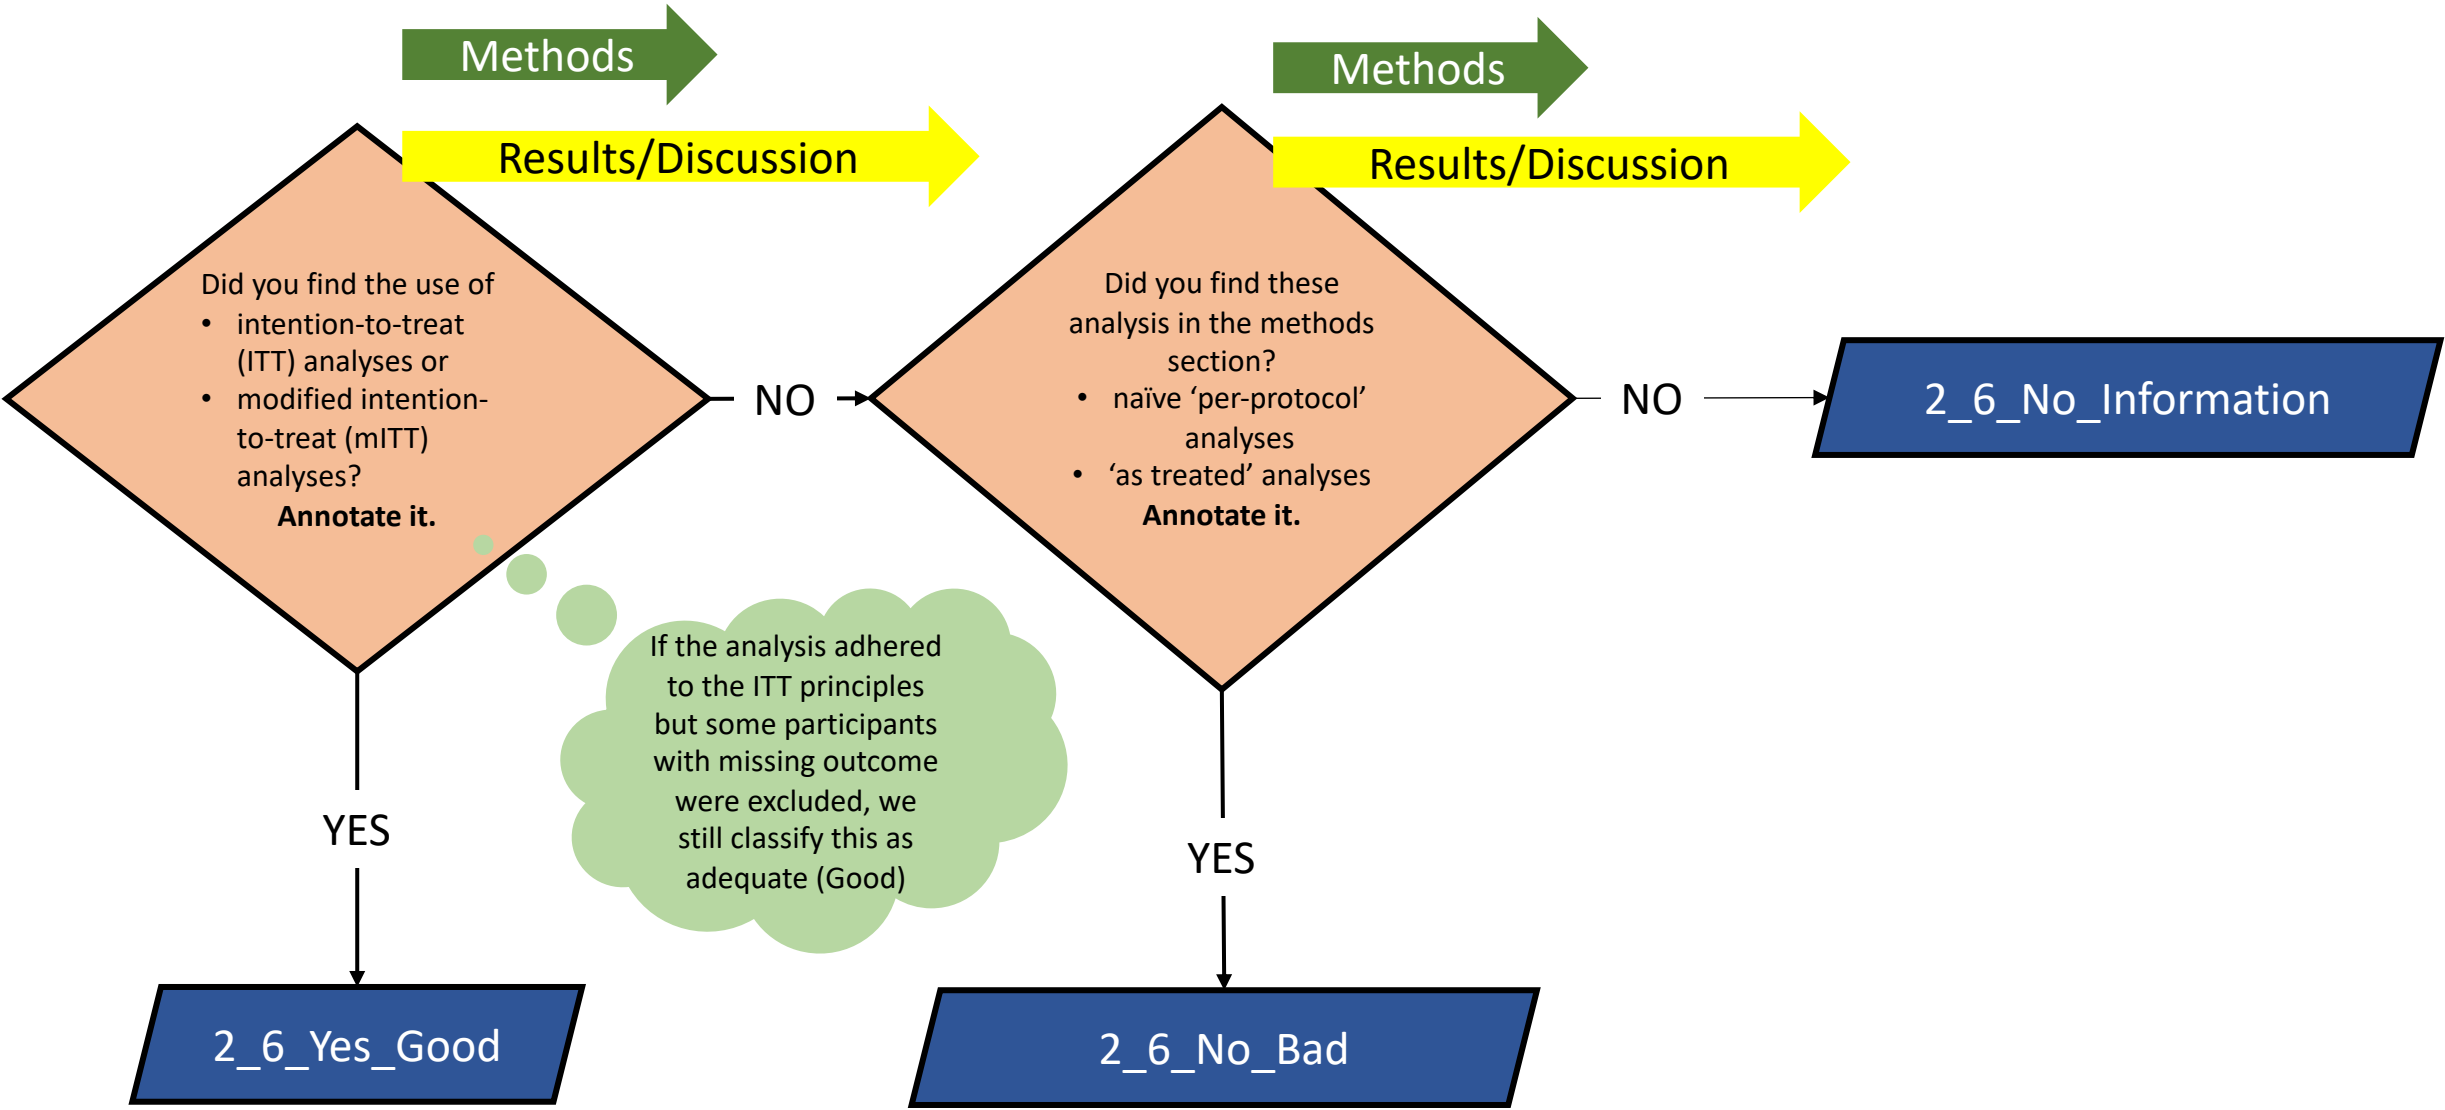 Methods
Results/Discussion
Did you find the use of
• intention-to-treat
(ITT) analyses or
• modified intention-
to-treat (mITT)
analyses?
Annotate it.
NO
YES
2_6_Yes_Good
If the analysis adhered
to the ITT principles
but some participants
with missing outcome
were excluded, we
still classify this as
adequate (Good)
Methods
Results/Discussion
Did you find these
analysis in the methods
section?
• naïve ‘per-protocol’
analyses
• ‘as treated’ analyses
Annotate it.
NO
YES
2_6_No_Bad
2_6_No_Information